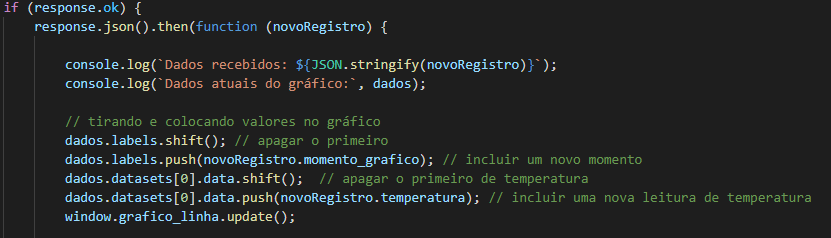 if (response.ok) {
    response.json().then(function (novoRegistro) {
        console.log(`Dados recebidos: ${JSON.stringify(novoRegistro)}`);
        console.log(`Dados atuais do gráfico:`, dados);
        // tirando e colocando valores no gráfico
        dados.labels.shift(); // apagar o primeiro
        dados.labels.push(novoRegistro.momento_grafico); // incluir um novo momento
        dados.datasets[0].data.shift();  // apagar o primeiro de temperatura
        dados.datasets[0].data.push(novoRegistro.temperatura); // incluir uma nova leitura de temperatura
        window.grafico_linha.update();